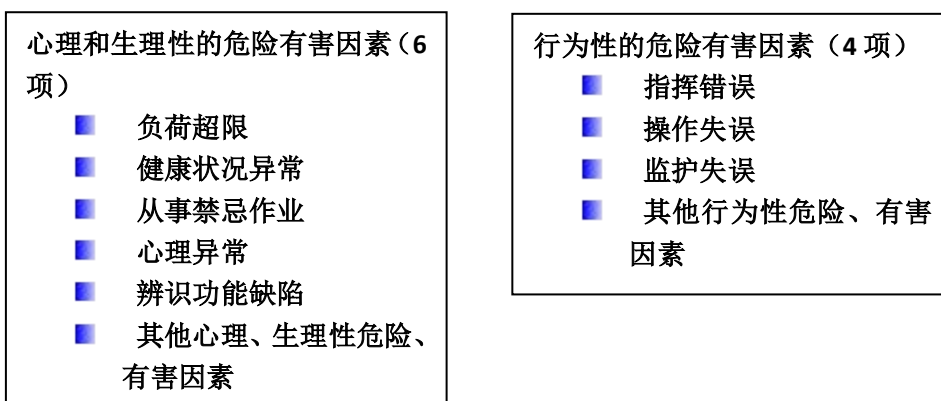 心理和生理性的危险有害因素（6
项）
负荷超限
健康状况异常
从事禁忌作业
心理异常
辨识功能缺陷
其他心理、生理性危险、
有害因素
行为性的危险有害因素（4 项）
指挥错误
操作失误
监护失误
其他行为性危险、有害
因素